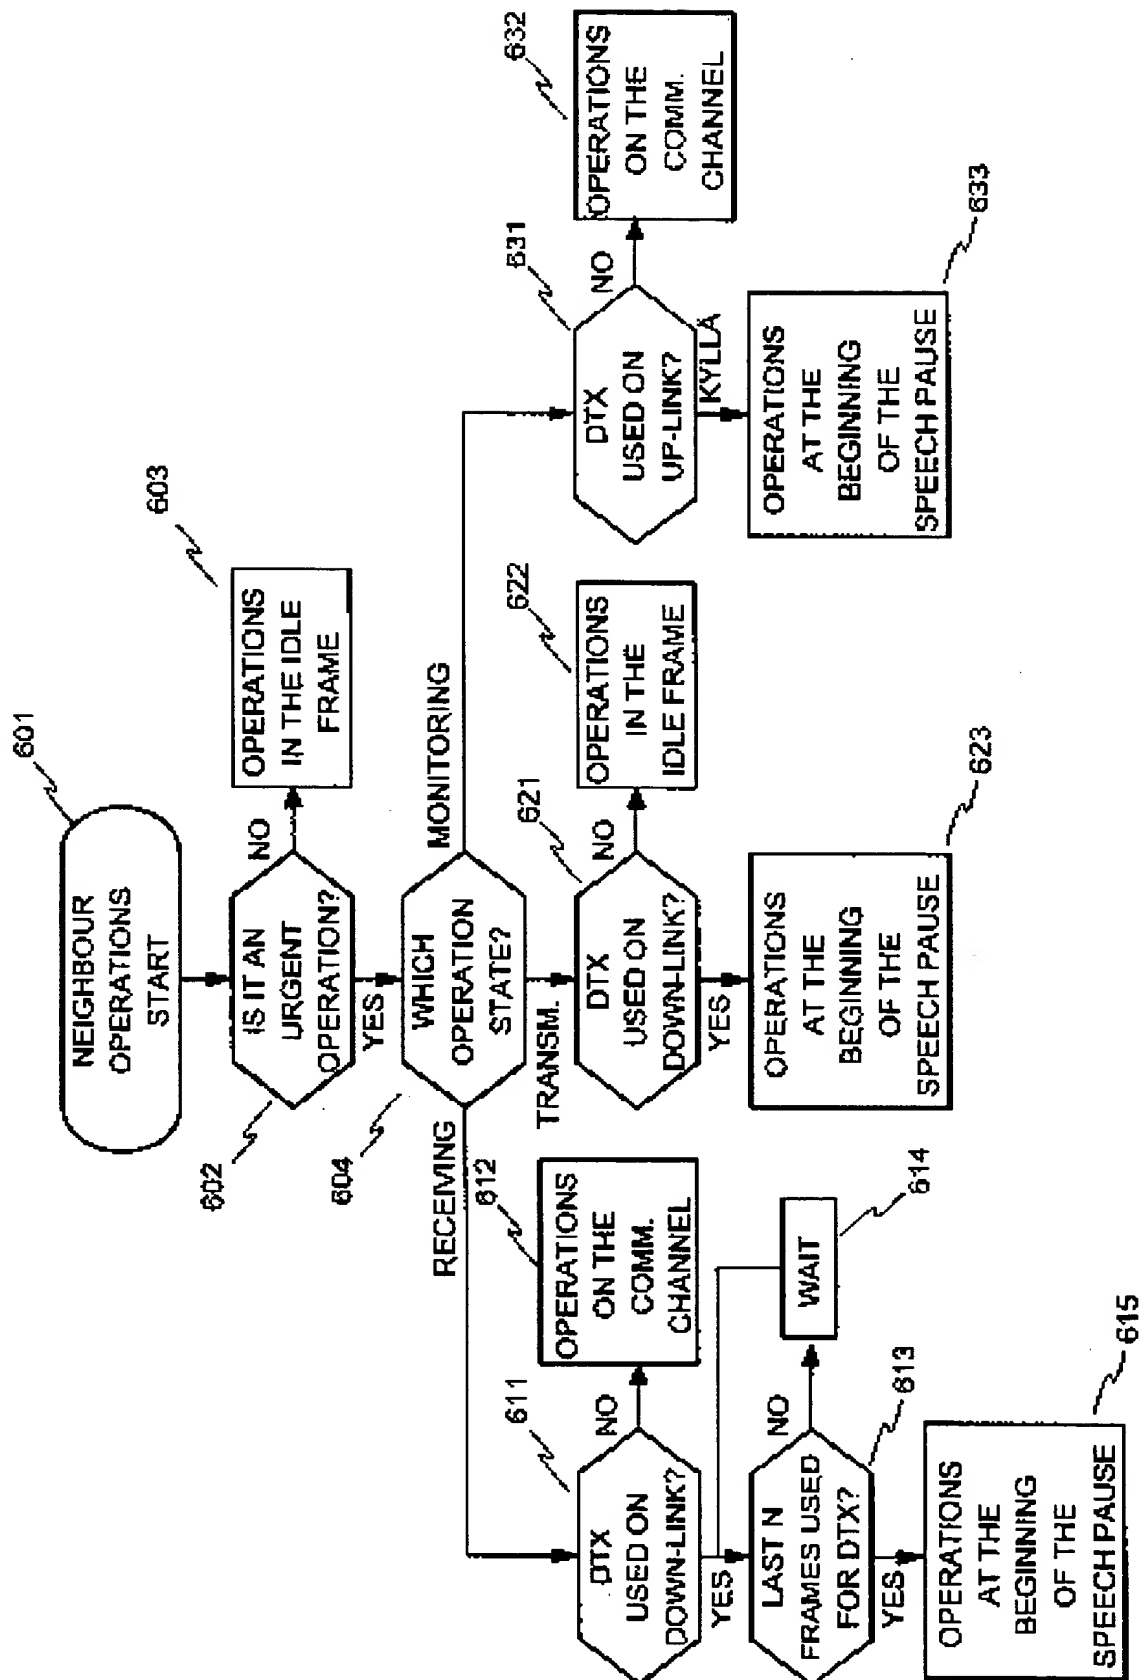 601
NEIGHBOUR
OPERATIONS
START
602
IS IT AN
URGENT
OPERATION?
NO
603
OPERATIONS
IN THE IDLE
FRAME
YES
604
WHICH
OPERATION
STATE?
RECEIVING
TRANSM.
MONITORING
611
DTX
USED ON
DOWN-LINK?
NO
612
OPERATIONS
ON THE
COMM.
CHANNEL
YES
613
LAST N
FRAMES USED
FOR DTX?
NO
614
WAIT
YES
615
OPERATIONS
AT THE
BEGINNING
OF THE
SPEECH PAUSE
621
DTX
USED ON
DOWN-LINK?
NO
622
OPERATIONS
IN THE
IDLE FRAME
YES
623
OPERATIONS
AT THE
BEGINNING
OF THE
SPEECH PAUSE
631
DTX
USED ON
UP-LINK?
NO
632
OPERATIONS
ON THE
COMM.
CHANNEL
KYLLÄ
633
OPERATIONS
AT THE
BEGINNING
OF THE
SPEECH PAUSE